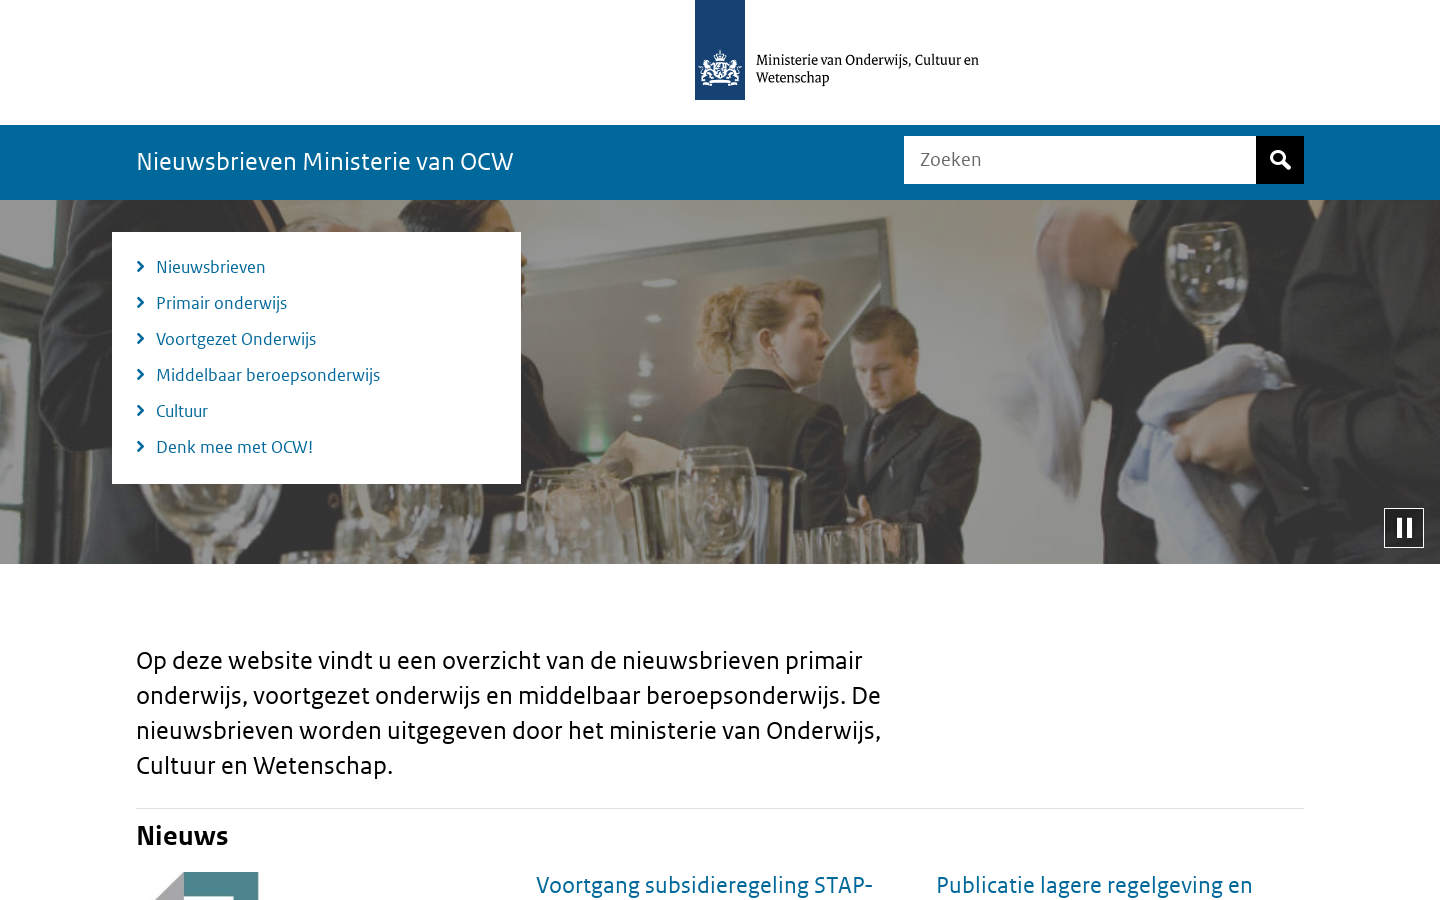 Ministerie van Onderwijs, Cultuur en
Wetenschap
Nieuwsbrieven Ministerie van OCW
Zoeken
Nieuwsbrieven
Primair onderwijs
Voortgezet Onderwijs
Middelbaar beroepsonderwijs
Cultuur
Denk mee met OCW!
Op deze website vindt u een overzicht van de nieuwsbrieven primair
onderwijs, voortgezet onderwijs en middelbaar beroepsonderwijs. De
nieuwsbrieven worden uitgegeven door het ministerie van Onderwijs,
Cultuur en Wetenschap.
Nieuws
Voortgang subsidieregeling STAP-
Publicatie lagere regelgeving en